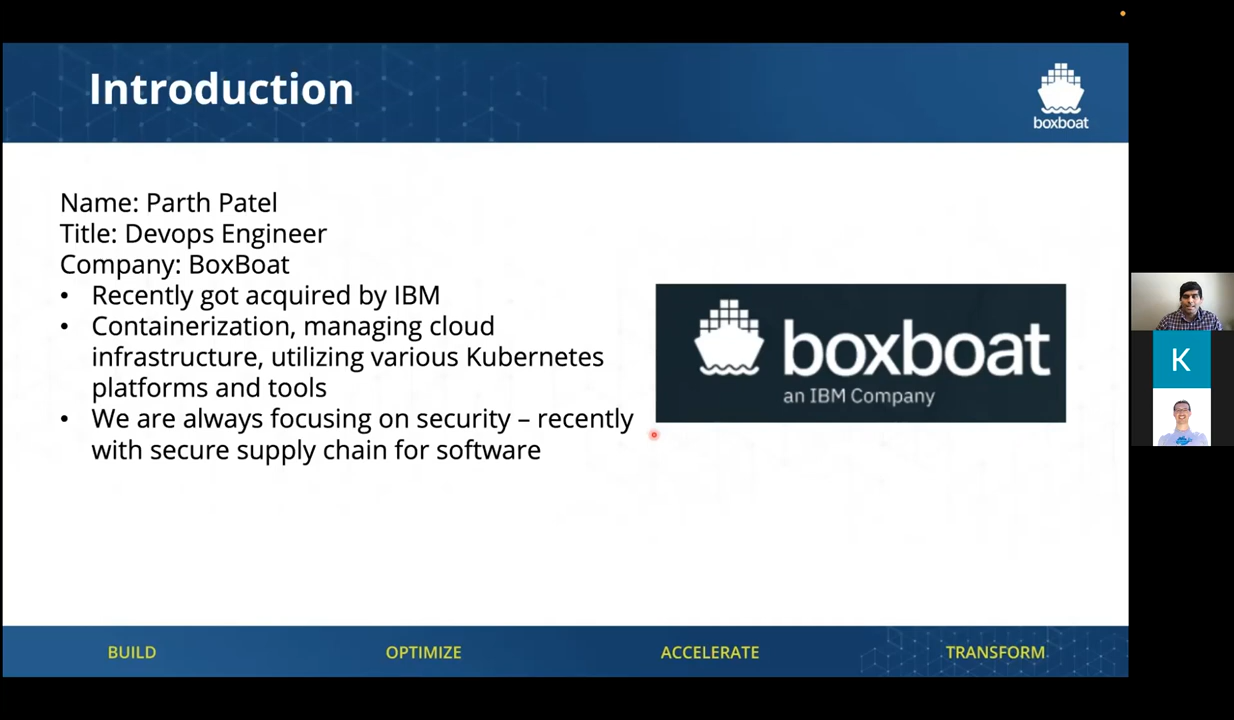 Introduction
boxboat
Name: Parth Patel
Title: Devops Engineer
Company: BoxBoat
• Recently got acquired by IBM
• Containerization, managing cloud
infrastructure, utilizing various Kubernetes
platforms and tools
• We are always focusing on security – recently
with secure supply chain for software
boxboat
an IBM Company
K
BUILD
OPTIMIZE
ACCELERATE
TRANSFORM